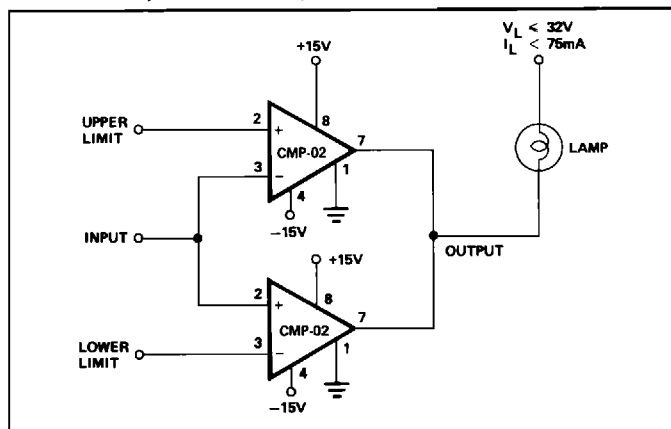 V_L ≤ 32V
I_L < 75mA
+15V
UPPER LIMIT
2
+
8
CMP-02
7
LAMP
3
−
1
4
−15V
INPUT
OUTPUT
+15V
2
+
8
CMP-02
7
LOWER LIMIT
3
−
1
4
−15V